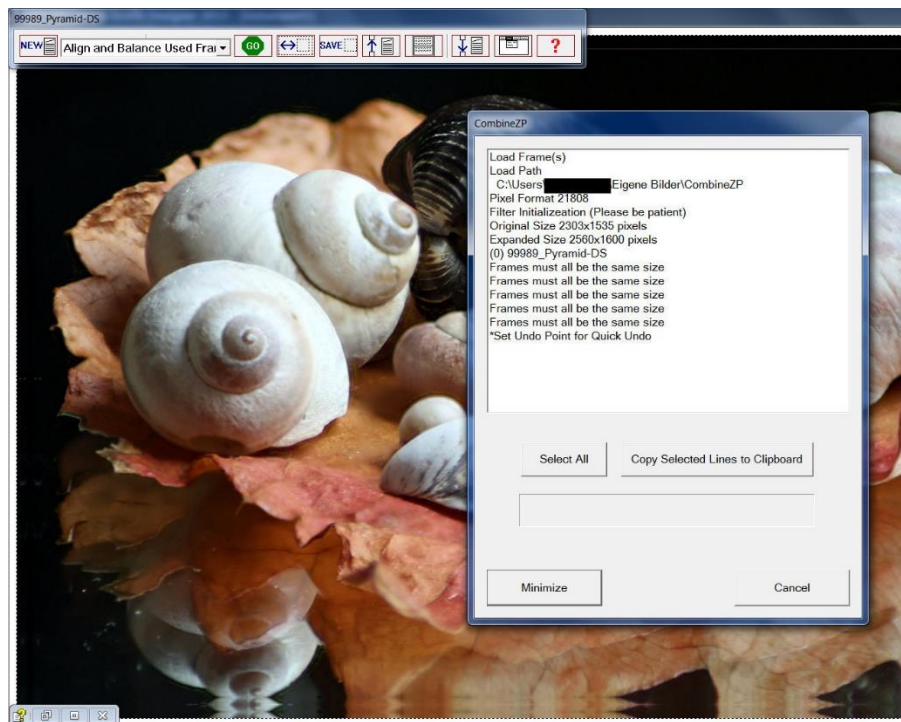 99989_Pyramid-DS
NEW Align and Balance Used Frai GO SAVE ?
CombineZP
Load Frame(s)
Load Path
C:\Users\ Eigene Bilder\CombineZP
Pixel Format 21808
Filter Initializeation (Please be patient)
Original Size 2303x1535 pixels
Expanded Size 2560x1600 pixels
(0) 99989_Pyramid-DS
Frames must all be the same size
Frames must all be the same size
Frames must all be the same size
Frames must all be the same size
Frames must all be the same size
*Set Undo Point for Quick Undo
Select All Copy Selected Lines to Clipboard
Minimize Cancel